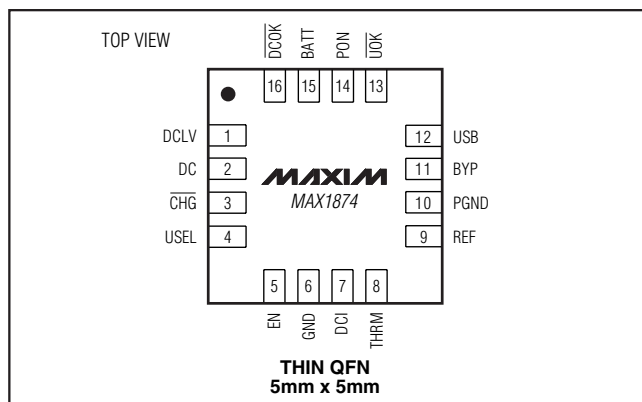 TOP VIEW
DCOK
BATT
PON
UOK
16
15
14
13
DCLV 1
12 USB
DC 2
11 BYP
MAXIM
CHG 3
10 PGND
MAX1874
USEL 4
9 REF
5
6
7
8
EN
GND
DCI
THRM
THIN QFN
5mm x 5mm